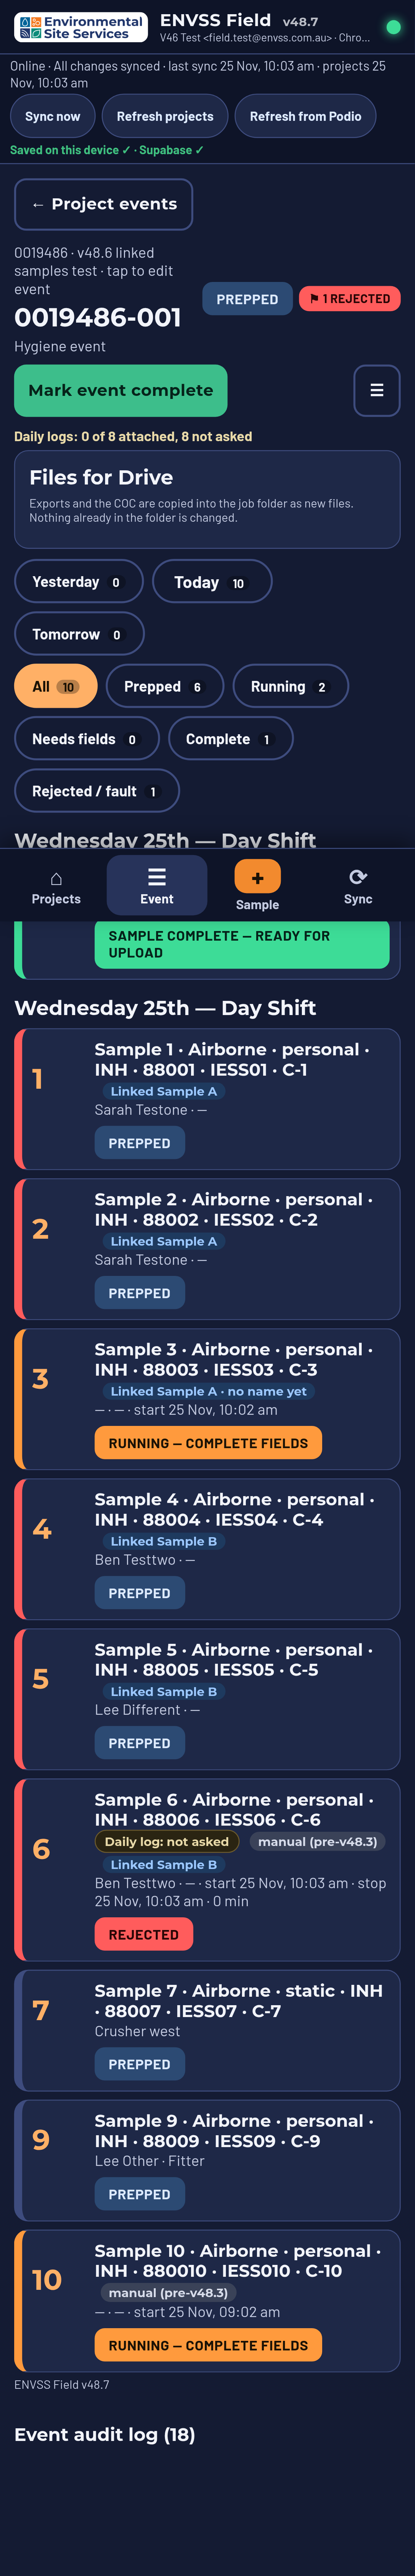 Environmental
Site Services
ENVSS Field v48.7
V46 Test <field.test@envss.com.au> · Chro...
Online · All changes synced · last sync 25 Nov, 10:03 am · projects 25
Nov, 10:03 am
Sync now
Refresh projects
Refresh from Podio
Saved on this device ✓ · Supabase ✓
← Project events
0019486 · v48.6 linked
samples test · tap to edit
event
0019486-001
Hygiene event
PREPPED
⚑ 1 REJECTED
Mark event complete
☰
Daily logs: 0 of 8 attached, 8 not asked
Files for Drive
Exports and the COC are copied into the job folder as new files.
Nothing already in the folder is changed.
Yesterday 0
Today 10
Tomorrow 0
All 10
Prepped 6
Running 2
Needs fields 0
Complete 1
Rejected / fault 1
Wednesday 25th — Day Shift
Projects
Event
+
Sample
Sync
SAMPLE COMPLETE — READY FOR
UPLOAD
Wednesday 25th — Day Shift
1
Sample 1 · Airborne · personal ·
INH · 88001 · IESS01 · C-1
Linked Sample A
Sarah Testone · —
PREPPED
2
Sample 2 · Airborne · personal ·
INH · 88002 · IESS02 · C-2
Linked Sample A
Sarah Testone · —
PREPPED
3
Sample 3 · Airborne · personal ·
INH · 88003 · IESS03 · C-3
Linked Sample A · no name yet
— · — · start 25 Nov, 10:02 am
RUNNING — COMPLETE FIELDS
4
Sample 4 · Airborne · personal ·
INH · 88004 · IESS04 · C-4
Linked Sample B
Ben Testtwo · —
PREPPED
5
Sample 5 · Airborne · personal ·
INH · 88005 · IESS05 · C-5
Linked Sample B
Lee Different · —
PREPPED
6
Sample 6 · Airborne · personal ·
INH · 88006 · IESS06 · C-6
Daily log: not asked
manual (pre-v48.3)
Linked Sample B
Ben Testtwo · — · start 25 Nov, 10:03 am · stop
25 Nov, 10:03 am · 0 min
REJECTED
7
Sample 7 · Airborne · static · INH
· 88007 · IESS07 · C-7
Crusher west
PREPPED
9
Sample 9 · Airborne · personal ·
INH · 88009 · IESS09 · C-9
Lee Other · Fitter
PREPPED
10
Sample 10 · Airborne · personal ·
INH · 880010 · IESS010 · C-10
manual (pre-v48.3)
— · — · start 25 Nov, 09:02 am
RUNNING — COMPLETE FIELDS
ENVSS Field v48.7
Event audit log (18)